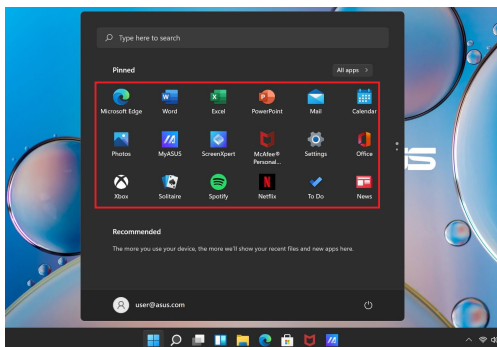 Type here to search
Pinned
All apps >
Microsoft Edge
Word
Excel
PowerPoint
Mail
Calendar
Photos
MyASUS
ScreenXpert
McAfee®
Personal...
Settings
Office
Xbox
Solitaire
Spotify
Netflix
To Do
News
Recommended
The more you use your device, the more we'll show your recent files and new apps here.
user@asus.com